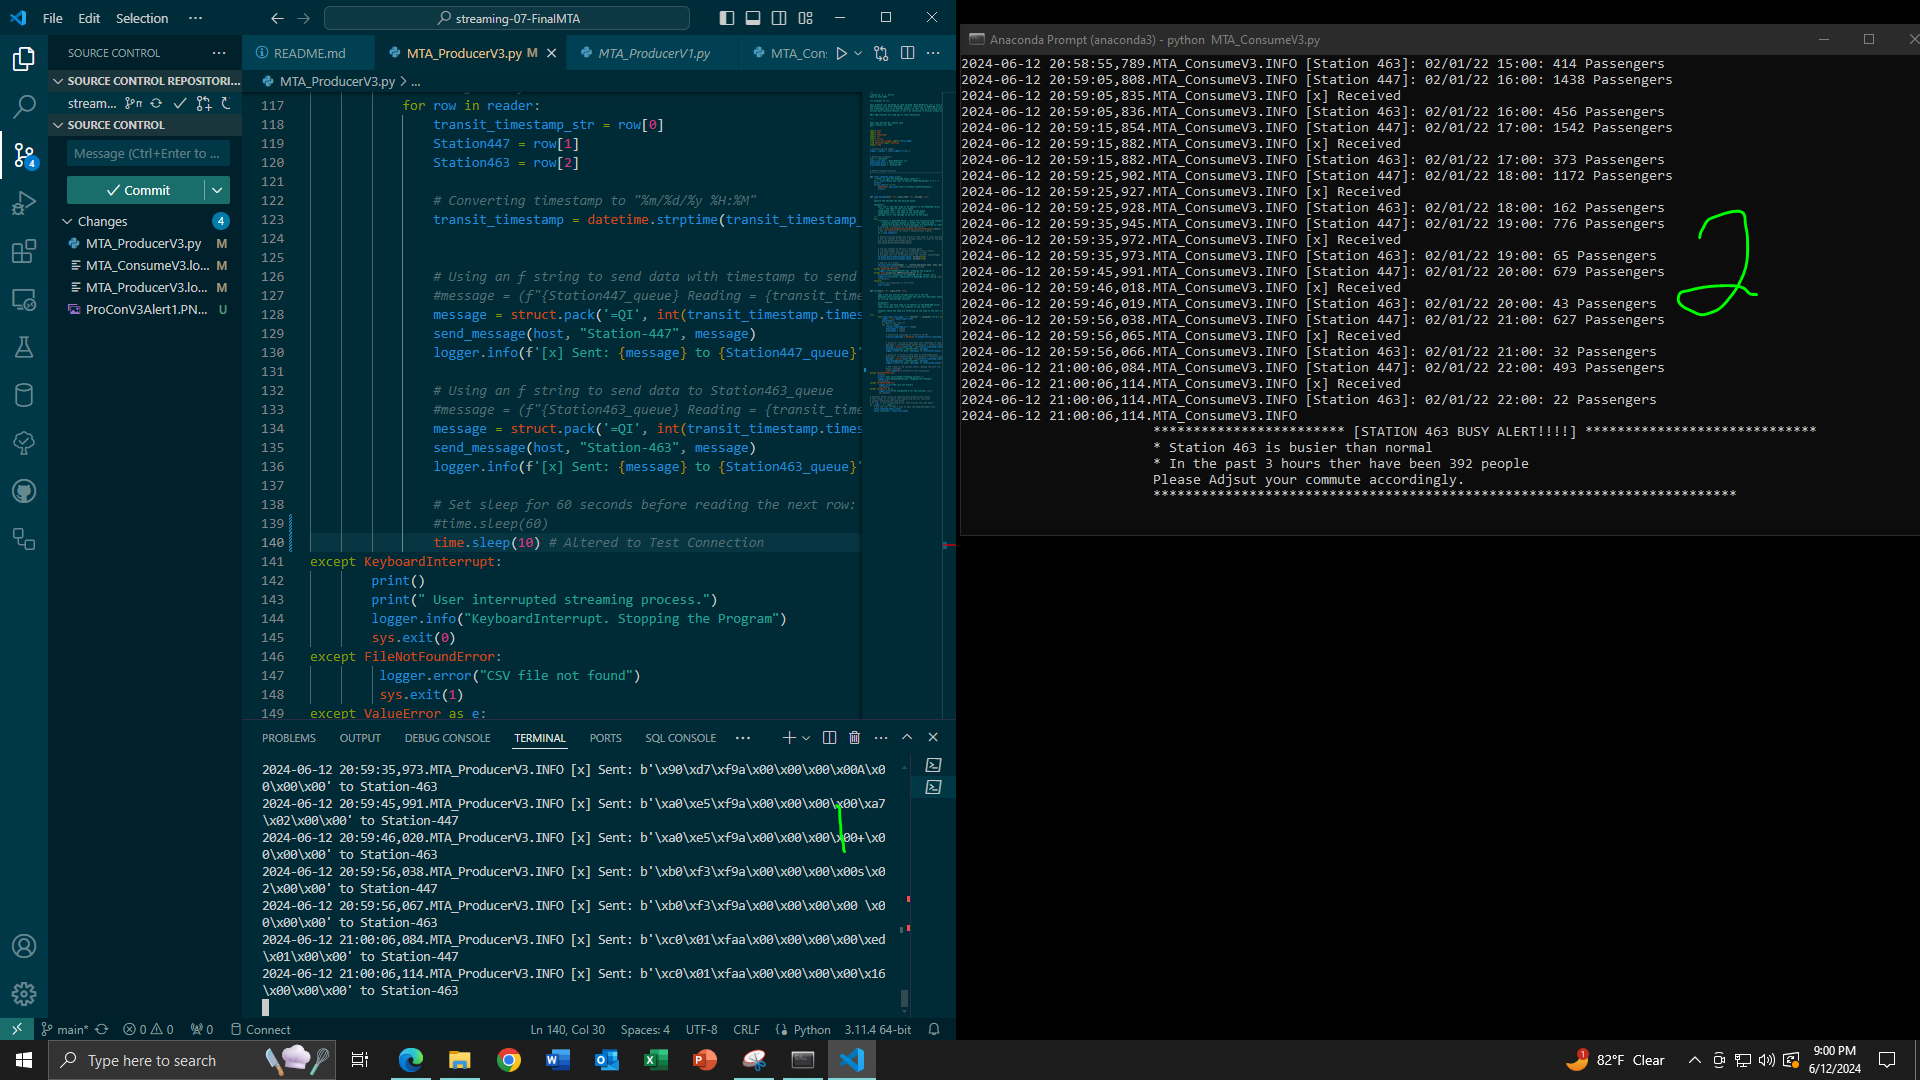 File Edit Selection ···
streaming-07-FinalMTA
SOURCE CONTROL ···
SOURCE CONTROL REPOSITORI...
stream...
SOURCE CONTROL
Message (Ctrl+Enter to ...
Commit
Changes 4
MTA_ProducerV3.py M
MTA_ConsumeV3.lo... M
MTA_ProducerV3.lo... M
ProConV3Alert1.PN... U
4
README.md MTA_ProducerV3.py M MTA_ProducerV1.py MTA_Con: ···
MTA_ProducerV3.py > ...
117 for row in reader:
118 transit_timestamp_str = row[0]
119 Station447 = row[1]
120 Station463 = row[2]
121
122 # Converting timestamp to "%m/%d/%y %H:%M"
123 transit_timestamp = datetime.strptime(transit_timestamp_
124
125
126 # Using an f string to send data with timestamp to send
127 #message = (f"{Station447_queue} Reading = {transit_time
128 message = struct.pack('=QI', int(transit_timestamp.times
129 send_message(host, "Station-447", message)
130 logger.info(f'[x] Sent: {message} to {Station447_queue}'
131
132 # Using an f string to send data to Station463_queue
133 #message = (f"{Station463_queue} Reading = {transit_time
134 message = struct.pack('=QI', int(transit_timestamp.times
135 send_message(host, "Station-463", message)
136 logger.info(f'[x] Sent: {message} to {Station463_queue}'
137
138 # Set sleep for 60 seconds before reading the next row:
139 #time.sleep(60)
140 time.sleep(10) # Altered to Test Connection
141 except KeyboardInterrupt:
142 print()
143 print(" User interrupted streaming process.")
144 logger.info("KeyboardInterrupt. Stopping the Program")
145 sys.exit(0)
146 except FileNotFoundError:
147 logger.error("CSV file not found")
148 sys.exit(1)
149 except ValueError as e:
PROBLEMS OUTPUT DEBUG CONSOLE TERMINAL PORTS SQL CONSOLE ···
2024-06-12 20:59:35,973.MTA_ProducerV3.INFO [x] Sent: b'\x90\xd7\xf9a\x00\x00\x00\x00A\x0
0\x00\x00' to Station-463
2024-06-12 20:59:45,991.MTA_ProducerV3.INFO [x] Sent: b'\xa0\xe5\xf9a\x00\x00\x00\x00\xa7
\x02\x00\x00' to Station-447
2024-06-12 20:59:46,020.MTA_ProducerV3.INFO [x] Sent: b'\xa0\xe5\xf9a\x00\x00\x00\x00+\x0
0\x00\x00' to Station-463
2024-06-12 20:59:56,038.MTA_ProducerV3.INFO [x] Sent: b'\xb0\xf3\xf9a\x00\x00\x00\x00s\x0
2\x00\x00' to Station-447
2024-06-12 20:59:56,067.MTA_ProducerV3.INFO [x] Sent: b'\xb0\xf3\xf9a\x00\x00\x00\x00 \x0
0\x00\x00' to Station-463
2024-06-12 21:00:06,084.MTA_ProducerV3.INFO [x] Sent: b'\xc0\x01\xfaa\x00\x00\x00\x00\xed
\x01\x00\x00' to Station-447
2024-06-12 21:00:06,114.MTA_ProducerV3.INFO [x] Sent: b'\xc0\x01\xfaa\x00\x00\x00\x00\x16
\x00\x00\x00' to Station-463
1
main* 0 0 0 Connect Ln 140, Col 30 Spaces: 4 UTF-8 CRLF Python 3.11.4 64-bit
Anaconda Prompt (anaconda3) - python MTA_ConsumeV3.py
2024-06-12 20:58:55,789.MTA_ConsumeV3.INFO [Station 463]: 02/01/22 15:00: 414 Passengers
2024-06-12 20:59:05,808.MTA_ConsumeV3.INFO [Station 447]: 02/01/22 16:00: 1438 Passengers
2024-06-12 20:59:05,835.MTA_ConsumeV3.INFO [x] Received
2024-06-12 20:59:05,836.MTA_ConsumeV3.INFO [Station 463]: 02/01/22 16:00: 456 Passengers
2024-06-12 20:59:15,854.MTA_ConsumeV3.INFO [Station 447]: 02/01/22 17:00: 1542 Passengers
2024-06-12 20:59:15,882.MTA_ConsumeV3.INFO [x] Received
2024-06-12 20:59:15,882.MTA_ConsumeV3.INFO [Station 463]: 02/01/22 17:00: 373 Passengers
2024-06-12 20:59:25,902.MTA_ConsumeV3.INFO [Station 447]: 02/01/22 18:00: 1172 Passengers
2024-06-12 20:59:25,927.MTA_ConsumeV3.INFO [x] Received
2024-06-12 20:59:25,928.MTA_ConsumeV3.INFO [Station 463]: 02/01/22 18:00: 162 Passengers
2024-06-12 20:59:35,945.MTA_ConsumeV3.INFO [Station 447]: 02/01/22 19:00: 776 Passengers
2024-06-12 20:59:35,972.MTA_ConsumeV3.INFO [x] Received
2024-06-12 20:59:35,973.MTA_ConsumeV3.INFO [Station 463]: 02/01/22 19:00: 65 Passengers
2024-06-12 20:59:45,991.MTA_ConsumeV3.INFO [Station 447]: 02/01/22 20:00: 679 Passengers
2024-06-12 20:59:46,018.MTA_ConsumeV3.INFO [x] Received
2024-06-12 20:59:46,019.MTA_ConsumeV3.INFO [Station 463]: 02/01/22 20:00: 43 Passengers
2024-06-12 20:59:56,038.MTA_ConsumeV3.INFO [Station 447]: 02/01/22 21:00: 627 Passengers
2024-06-12 20:59:56,065.MTA_ConsumeV3.INFO [x] Received
2024-06-12 20:59:56,066.MTA_ConsumeV3.INFO [Station 463]: 02/01/22 21:00: 32 Passengers
2024-06-12 21:00:06,084.MTA_ConsumeV3.INFO [Station 447]: 02/01/22 22:00: 493 Passengers
2024-06-12 21:00:06,114.MTA_ConsumeV3.INFO [x] Received
2024-06-12 21:00:06,114.MTA_ConsumeV3.INFO [Station 463]: 02/01/22 22:00: 22 Passengers
2024-06-12 21:00:06,114.MTA_ConsumeV3.INFO
************************ [STATION 463 BUSY ALERT!!!!] *****************************
* Station 463 is busier than normal
* In the past 3 hours ther have been 392 people
Please Adjsut your commute accordingly.
*************************************************************************
2
Type here to search
1 82°F Clear
9:00 PM
6/12/2024